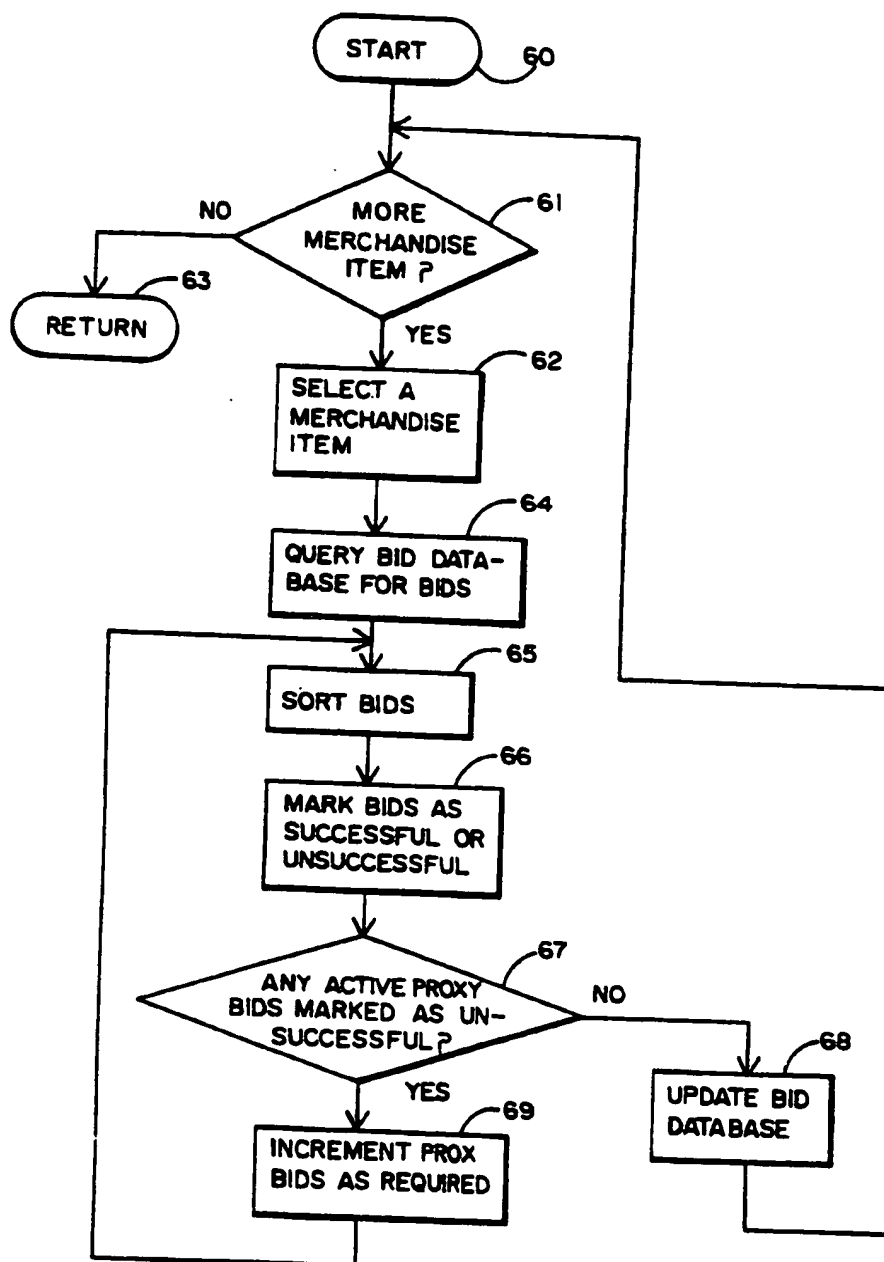 START
60
NO
MORE
MERCHANDISE
ITEM ?
61
63
RETURN
YES
62
SELECT A
MERCHANDISE
ITEM
64
QUERY BID DATA-
BASE FOR BIDS
65
SORT BIDS
66
MARK BIDS AS
SUCCESSFUL OR
UNSUCCESSFUL
67
ANY ACTIVE PROXY
BIDS MARKED AS UN-
SUCCESSFUL ?
NO
68
UPDATE BID
DATABASE
YES
69
INCREMENT PROX
BIDS AS REQUIRED